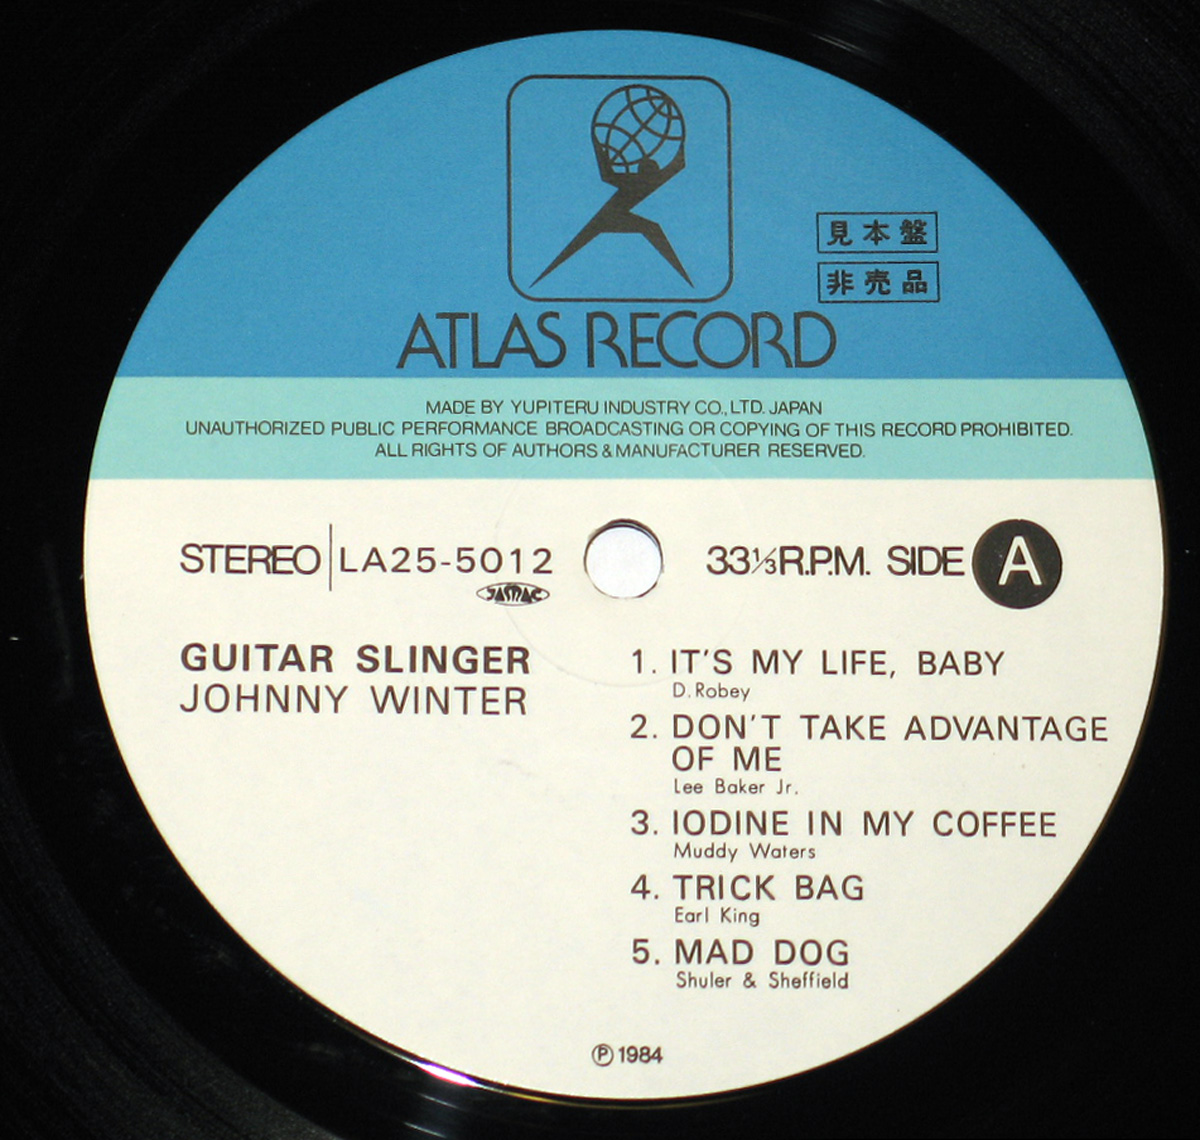 見本盤
非売品
ATLAS RECORD
MADE BY YUPITERU INDUSTRY CO., LTD. JAPAN
UNAUTHORIZED PUBLIC PERFORMANCE BROADCASTING OR COPYING OF THIS RECORD PROHIBITED.
ALL RIGHTS OF AUTHORS & MANUFACTURER RESERVED.
STEREO LA25-5012 33⅓R.P.M. SIDE A
JASRAC
GUITAR SLINGER
JOHNNY WINTER
1. IT'S MY LIFE, BABY
D. Robey
2. DON'T TAKE ADVANTAGE
OF ME
Lee Baker Jr.
3. IODINE IN MY COFFEE
Muddy Waters
4. TRICK BAG
Earl King
5. MAD DOG
Shuler & Sheffield
℗ 1984